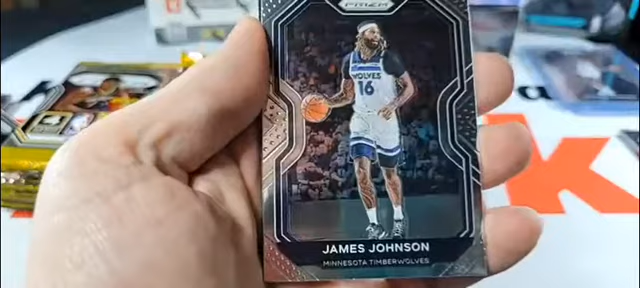 PRIZM
WOLVES
16
JAMES JOHNSON
MINNESOTA TIMBERWOLVES
K